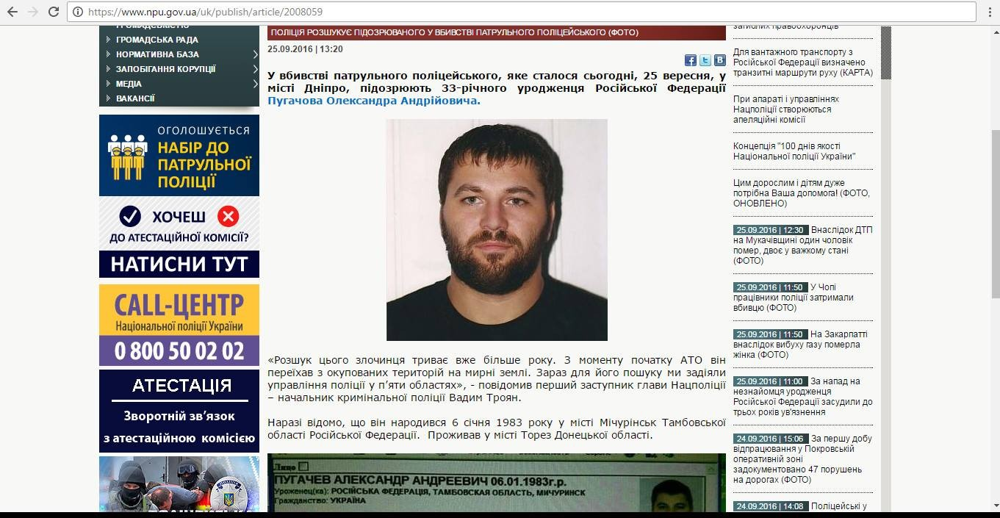 https://www.npu.gov.ua/uk/publish/article/2008059
ГРОМАДСЬКІСТЮ
ГРОМАДСЬКА РАДА
НОРМАТИВНА БАЗА
ЗАПОБІГАННЯ КОРУПЦІЇ
МЕДІА
ВАКАНСІЇ
ОГОЛОШУЄТЬСЯ
НАБІР ДО
ПАТРУЛЬНОЇ
ПОЛІЦІЇ
ХОЧЕШ
ДО АТЕСТАЦІЙНОЇ КОМІСІЇ?
НАТИСНИ ТУТ
CALL-ЦЕНТР
Національної поліції України
0 800 50 02 02
АТЕСТАЦІЯ
Зворотній зв’язок
з атестаційною комісією
ПОЛІЦІЯ РОЗШУКУЄ ПІДОЗРЮВАНОГО У ВБИВСТВІ ПАТРУЛЬНОГО ПОЛІЦЕЙСЬКОГО (ФОТО)
25.09.2016 | 13:20
У вбивстві патрульного поліцейського, яке сталося сьогодні, 25 вересня, у
місті Дніпро, підозрюють 33-річного уродженця Російської Федерації
Пугачова Олександра Андрійовича.
«Розшук цього злочинця триває вже більше року. З моменту початку АТО він
переїхав з окупованих територій на мирні землі. Зараз для його пошуку ми задіяли
управління поліції у п’яти областях», - повідомив перший заступник глави Нацполіції
– начальник кримінальної поліції Вадим Троян.
Наразі відомо, що він народився 6 січня 1983 року у місті Мічурінськ Тамбовської
області Російської Федерації. Проживав у місті Торез Донецької області.
Лицо
ПУГАЧЕВ АЛЕКСАНДР АНДРЕЕВИЧ 06.01.1983г.р.
Уроженец(ка): РОСІЙСЬКА ФЕДЕРАЦІЯ, ТАМБОВСКАЯ ОБЛАСТЬ, МИЧУРИНСК
Гражданство: УКРАЇНА
загиблих правоохоронців
Для вантажного транспорту з
Російської Федерації визначено
транзитні маршрути руху (КАРТА)
При апараті і управліннях
Нацполіції створюються
апеляційні комісії
Концепція "100 днів якості
Національної поліції України"
Цим дорослим і дітям дуже
потрібна Ваша допомога! (ФОТО,
ОНОВЛЕНО)
25.09.2016 | 12:30 Внаслідок ДТП
на Мукачівщині один чоловік
помер, двоє у важкому стані
(ФОТО)
25.09.2016 | 11:50 У Чопі
працівники поліції затримали
вбивцю (ФОТО)
25.09.2016 | 11:50 На Закарпатті
внаслідок вибуху газу померла
жінка (ФОТО)
25.09.2016 | 11:00 За напад на
незнайомця уродженця
Російської Федерації засудили до
трьох років ув'язнення
24.09.2016 | 15:06 За першу добу
відпрацювання у Покровській
оперативній зоні
задокументовано 47 порушень
на дорогах (ФОТО)
24.09.2016 | 14:08 Поліцейські у